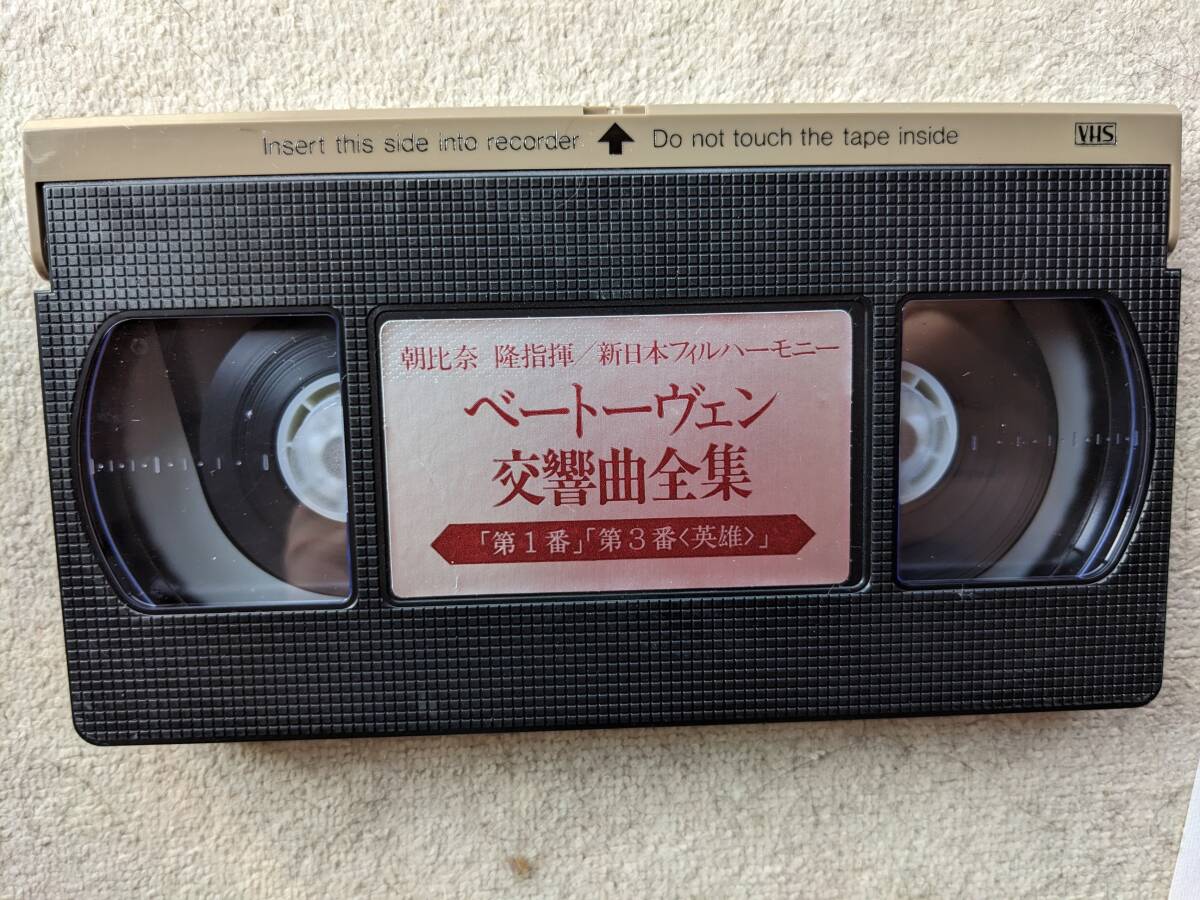 Insert this side into recorder ↑ Do not touch the tape inside VHS
朝比奈 隆指揮/新日本フィルハーモニー
ベートーヴェン
交響曲全集
「第1番」「第3番〈英雄〉」